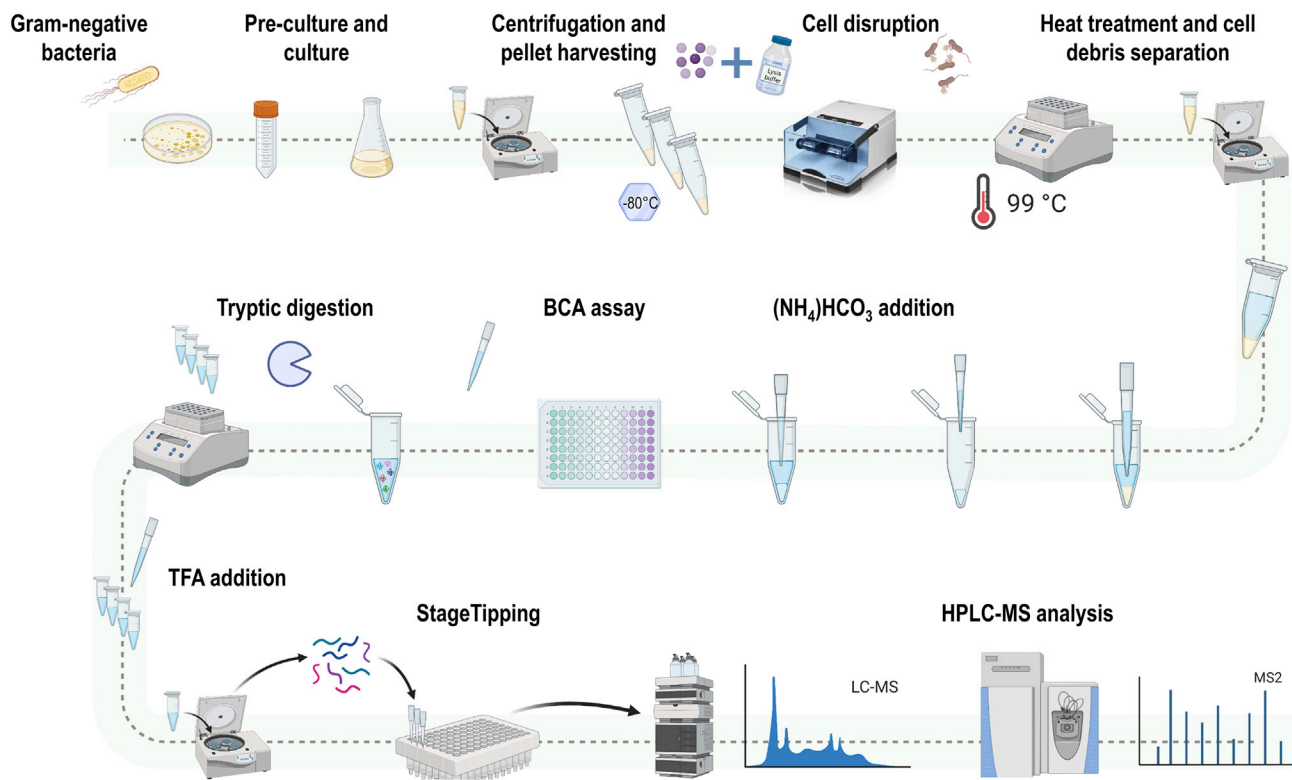 Gram-negative
bacteria
Pre-culture and
culture
Centrifugation and
pellet harvesting
Lysis
buffer
Cell disruption
Heat treatment and cell
debris separation
-80°C
99 °C
Tryptic digestion
BCA assay
(NH₄)HCO₃ addition
TFA addition
StageTipping
HPLC-MS analysis
LC-MS
MS2